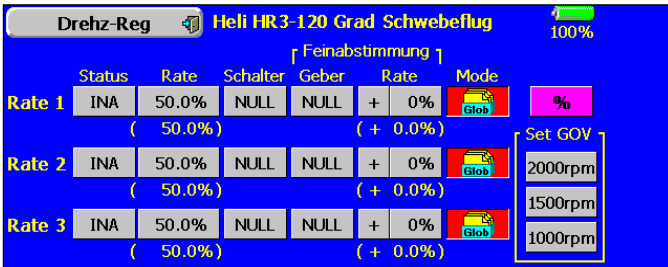 Drehz-Reg Heli HR3-120 Grad Schwebeflug 100%
Feinabstimmung
Status Rate Schalter Geber Rate Mode
Rate 1 INA 50.0% NULL NULL + 0% Glob %
( 50.0%) ( + 0.0%)
Set GOV
Rate 2 INA 50.0% NULL NULL + 0% Glob 2000rpm
( 50.0%) ( + 0.0%)
1500rpm
Rate 3 INA 50.0% NULL NULL + 0% Glob 1000rpm
( 50.0%) ( + 0.0%)